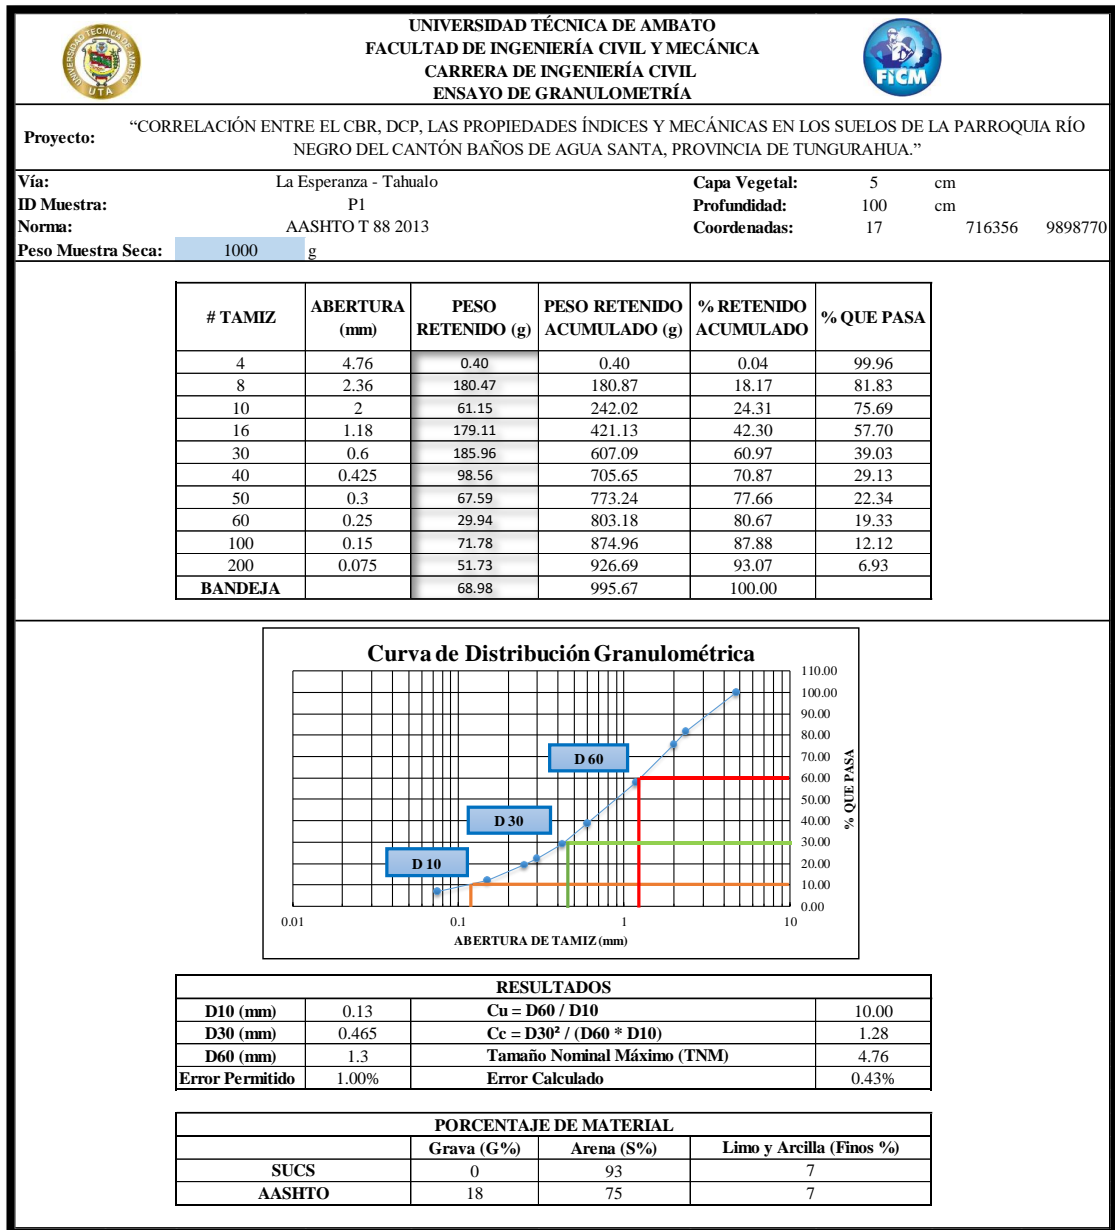 UNIVERSIDAD TÉCNICA DE AMBATO
FACULTAD DE INGENIERÍA CIVIL Y MECÁNICA
CARRERA DE INGENIERÍA CIVIL
ENSAYO DE GRANULOMETRÍA
UNIVERSIDAD TECNICA DE AMBATO
UTA
FICM
Proyecto: “CORRELACIÓN ENTRE EL CBR, DCP, LAS PROPIEDADES ÍNDICES Y MECÁNICAS EN LOS SUELOS DE LA PARROQUIA RÍO
NEGRO DEL CANTÓN BAÑOS DE AGUA SANTA, PROVINCIA DE TUNGURAHUA.”
Vía: La Esperanza - Tahualo Capa Vegetal: 5 cm
ID Muestra: P1 Profundidad: 100 cm
Norma: AASHTO T 88 2013 Coordenadas: 17 716356 9898770
Peso Muestra Seca: 1000 g
# TAMIZ ABERTURA (mm) PESO RETENIDO (g) PESO RETENIDO ACUMULADO (g) % RETENIDO ACUMULADO % QUE PASA
4 4.76 0.40 0.40 0.04 99.96
8 2.36 180.47 180.87 18.17 81.83
10 2 61.15 242.02 24.31 75.69
16 1.18 179.11 421.13 42.30 57.70
30 0.6 185.96 607.09 60.97 39.03
40 0.425 98.56 705.65 70.87 29.13
50 0.3 67.59 773.24 77.66 22.34
60 0.25 29.94 803.18 80.67 19.33
100 0.15 71.78 874.96 87.88 12.12
200 0.075 51.73 926.69 93.07 6.93
BANDEJA 68.98 995.67 100.00
Curva de Distribución Granulométrica
110.00
100.00
90.00
80.00
70.00
60.00
50.00
40.00
30.00
20.00
10.00
0.00
% QUE PASA
D 60
D 30
D 10
0.01 0.1 1 10
ABERTURA DE TAMIZ (mm)
RESULTADOS
D10 (mm) 0.13 Cu = D60 / D10 10.00
D30 (mm) 0.465 Cc = D30² / (D60 * D10) 1.28
D60 (mm) 1.3 Tamaño Nominal Máximo (TNM) 4.76
Error Permitido 1.00% Error Calculado 0.43%
PORCENTAJE DE MATERIAL
Grava (G%) Arena (S%) Limo y Arcilla (Finos %)
SUCS 0 93 7
AASHTO 18 75 7